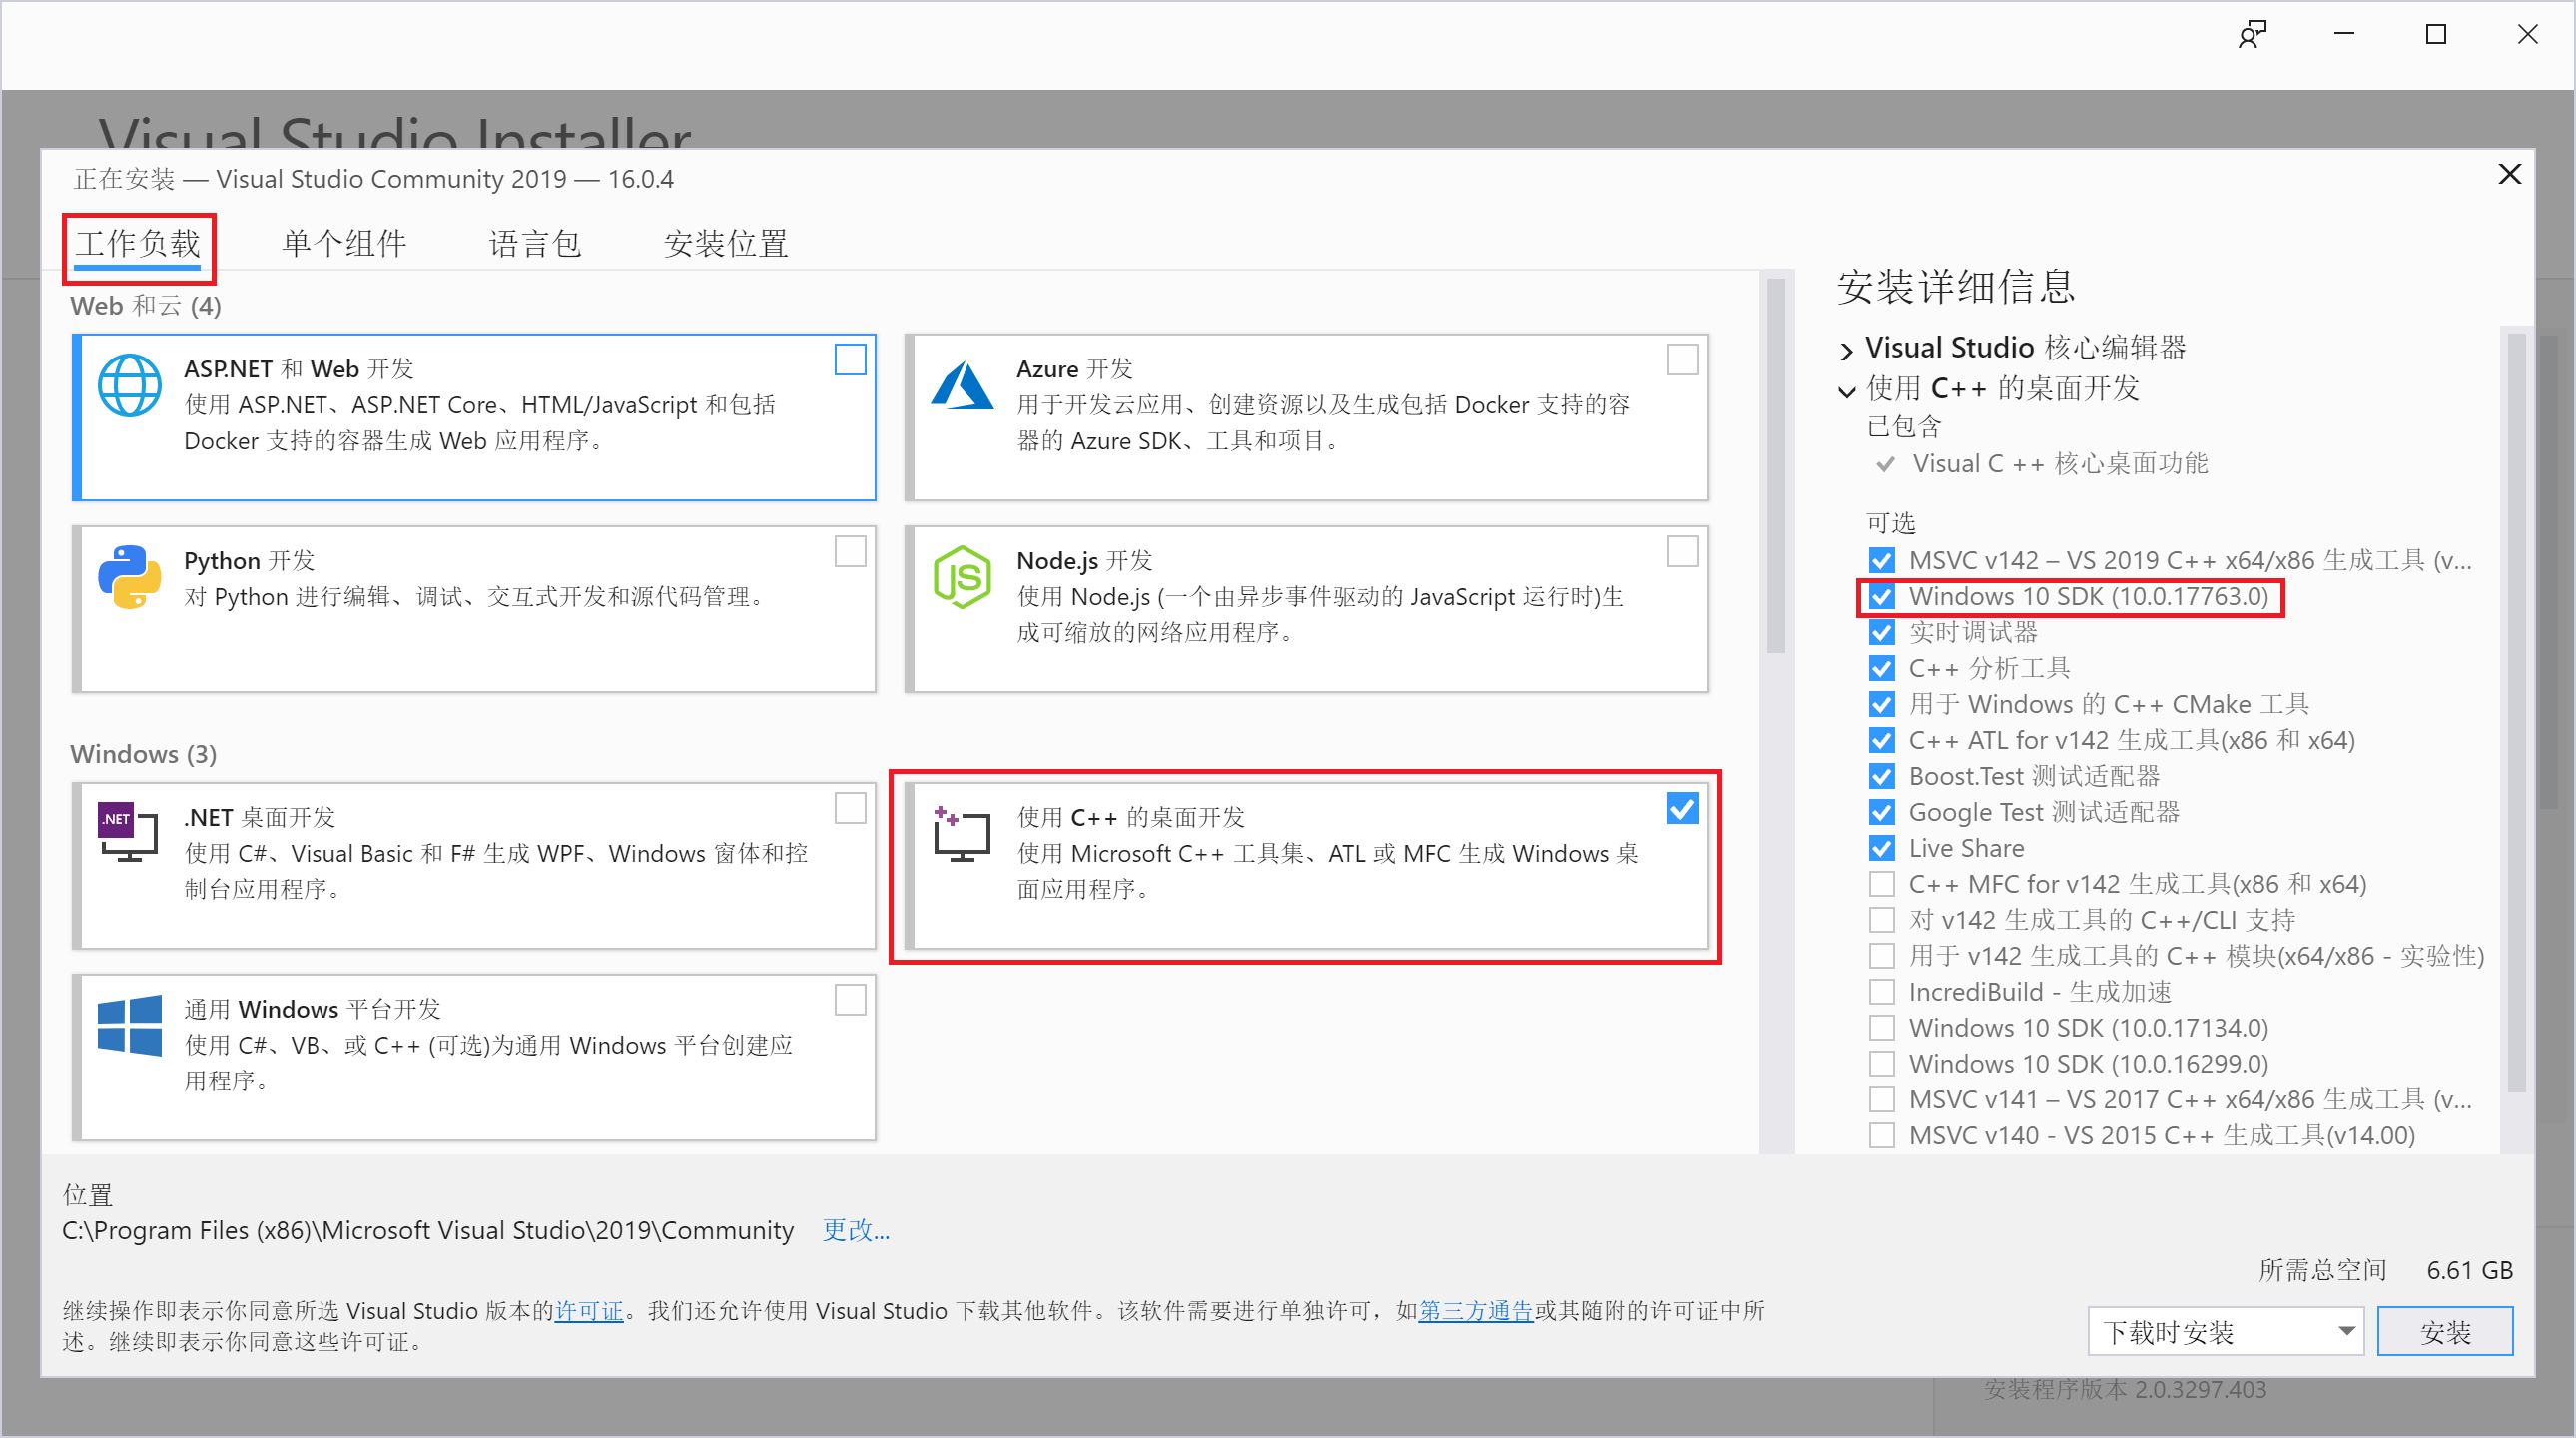 Visual Studio Installer
正在安装 — Visual Studio Community 2019 — 16.0.4
工作负载
单个组件
语言包
安装位置
Web 和云 (4)
ASP.NET 和 Web 开发
使用 ASP.NET、ASP.NET Core、HTML/JavaScript 和包括
Docker 支持的容器生成 Web 应用程序。
Azure 开发
用于开发云应用、创建资源以及生成包括 Docker 支持的容
器的 Azure SDK、工具和项目。
Python 开发
对 Python 进行编辑、调试、交互式开发和源代码管理。
JS
Node.js 开发
使用 Node.js (一个由异步事件驱动的 JavaScript 运行时)生
成可缩放的网络应用程序。
Windows (3)
.NET
.NET 桌面开发
使用 C#、Visual Basic 和 F# 生成 WPF、Windows 窗体和控
制台应用程序。
使用 C++ 的桌面开发
使用 Microsoft C++ 工具集、ATL 或 MFC 生成 Windows 桌
面应用程序。
通用 Windows 平台开发
使用 C#、VB、或 C++ (可选)为通用 Windows 平台创建应
用程序。
安装详细信息
Visual Studio 核心编辑器
使用 C++ 的桌面开发
已包含
Visual C ++ 核心桌面功能
可选
MSVC v142 – VS 2019 C++ x64/x86 生成工具 (v...
Windows 10 SDK (10.0.17763.0)
实时调试器
C++ 分析工具
用于 Windows 的 C++ CMake 工具
C++ ATL for v142 生成工具(x86 和 x64)
Boost.Test 测试适配器
Google Test 测试适配器
Live Share
C++ MFC for v142 生成工具(x86 和 x64)
对 v142 生成工具的 C++/CLI 支持
用于 v142 生成工具的 C++ 模块(x64/x86 - 实验性)
IncrediBuild - 生成加速
Windows 10 SDK (10.0.17134.0)
Windows 10 SDK (10.0.16299.0)
MSVC v141 – VS 2017 C++ x64/x86 生成工具 (v...
MSVC v140 - VS 2015 C++ 生成工具(v14.00)
位置
C:\Program Files (x86)\Microsoft Visual Studio\2019\Community 更改...
所需总空间 6.61 GB
继续操作即表示你同意所选 Visual Studio 版本的许可证。我们还允许使用 Visual Studio 下载其他软件。该软件需要进行单独许可，如第三方通告或其随附的许可证中所
述。继续即表示你同意这些许可证。
下载时安装
安装
安装程序版本 2.0.3297.403